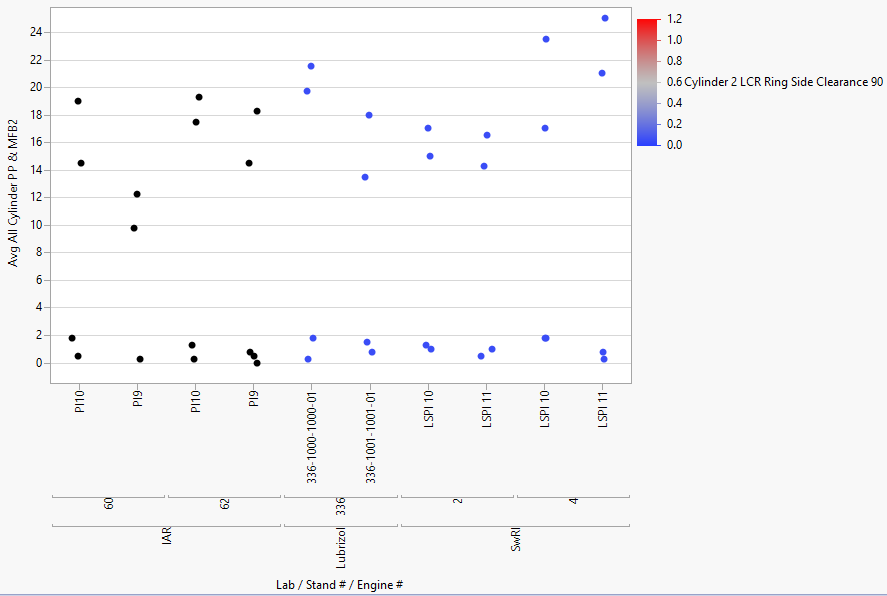 24
22
20
18
16
14
12
10
8
6
4
2
0
Avg All Cylinder PP & MFB2
1.2
1.0
0.8
0.6
0.4
0.2
0.0
Cylinder 2 LCR Ring Side Clearance 90
PI10
PI9
PI10
PI9
336-1000-1000-01
336-1001-1001-01
LSPI 10
LSPI 11
LSPI 10
LSPI 11
60
62
336
2
4
IAR
Lubrizol
SwRI
Lab / Stand # / Engine #